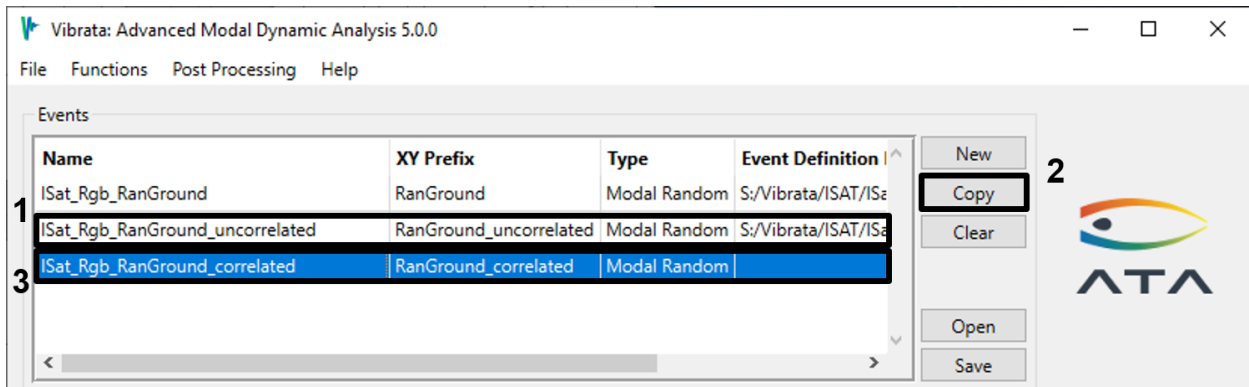 Vibrata: Advanced Modal Dynamic Analysis 5.0.0
File Functions Post Processing Help
Events
Name XY Prefix Type Event Definition
New
ISat_Rgb_RanGround RanGround Modal Random S:/Vibrata/ISAT/ISa
Copy
2
1
ISat_Rgb_RanGround_uncorrelated RanGround_uncorrelated Modal Random S:/Vibrata/ISAT/ISa
Clear
3
ISat_Rgb_RanGround_correlated RanGround_correlated Modal Random
ATA
Open
Save